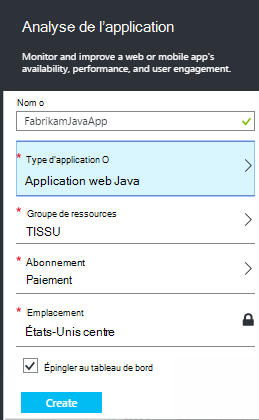 Analyse de l'application
Monitor and improve a web or mobile app's
availability, performance, and user engagement.
Nom o
FabrikamJavaApp
* Type d'application O
Application web Java
* Groupe de ressources
TISSU
* Abonnement
Paiement
* Emplacement
États-Unis centre
Épingler au tableau de bord
Create